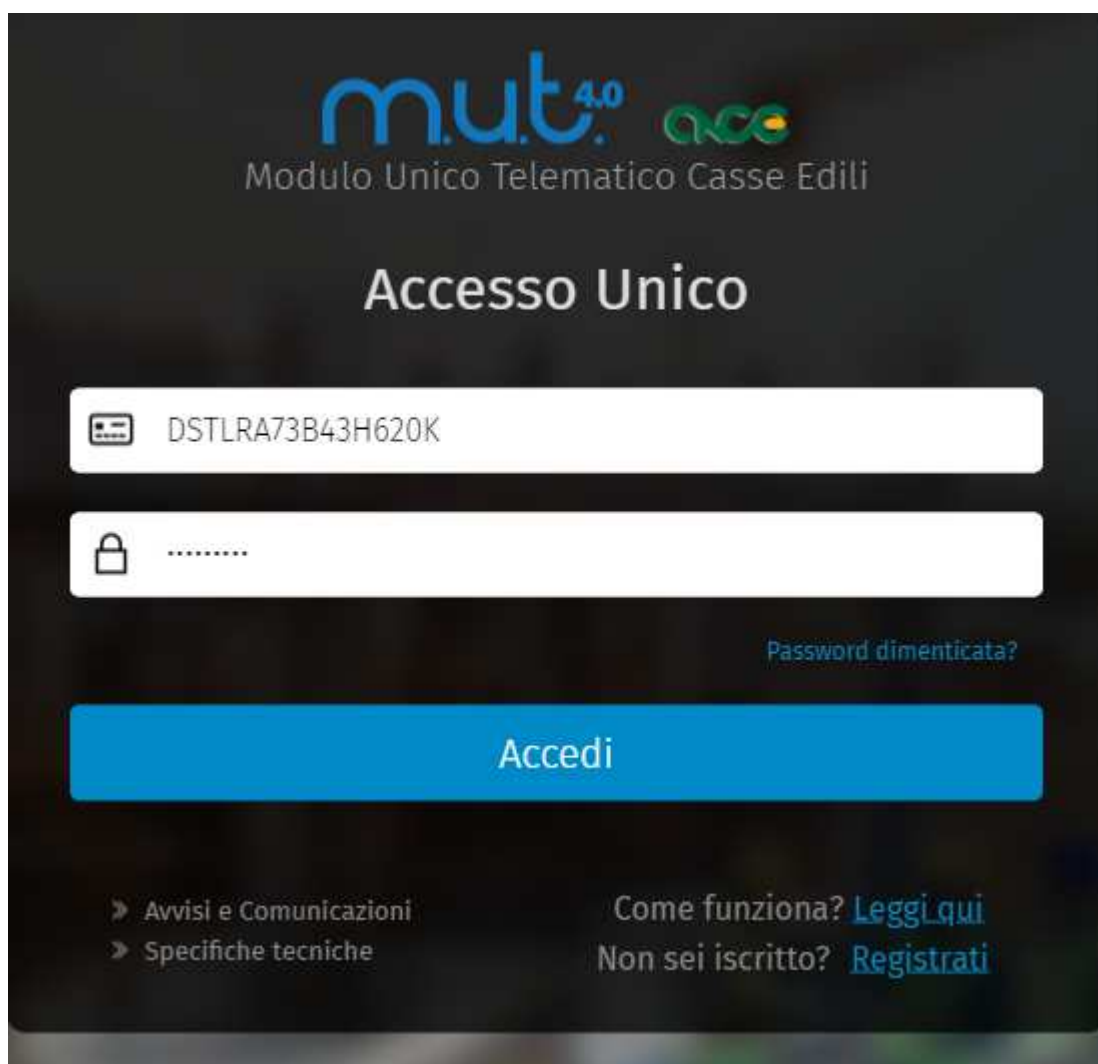 m.u.t. 4.0 ance
Modulo Unico Telematico Casse Edili
Accesso Unico
DSTLRA73B43H620K
·········
Password dimenticata?
Accedi
Avvisi e Comunicazioni
Specifiche tecniche
Come funziona? Leggi qui
Non sei iscritto? Registrati